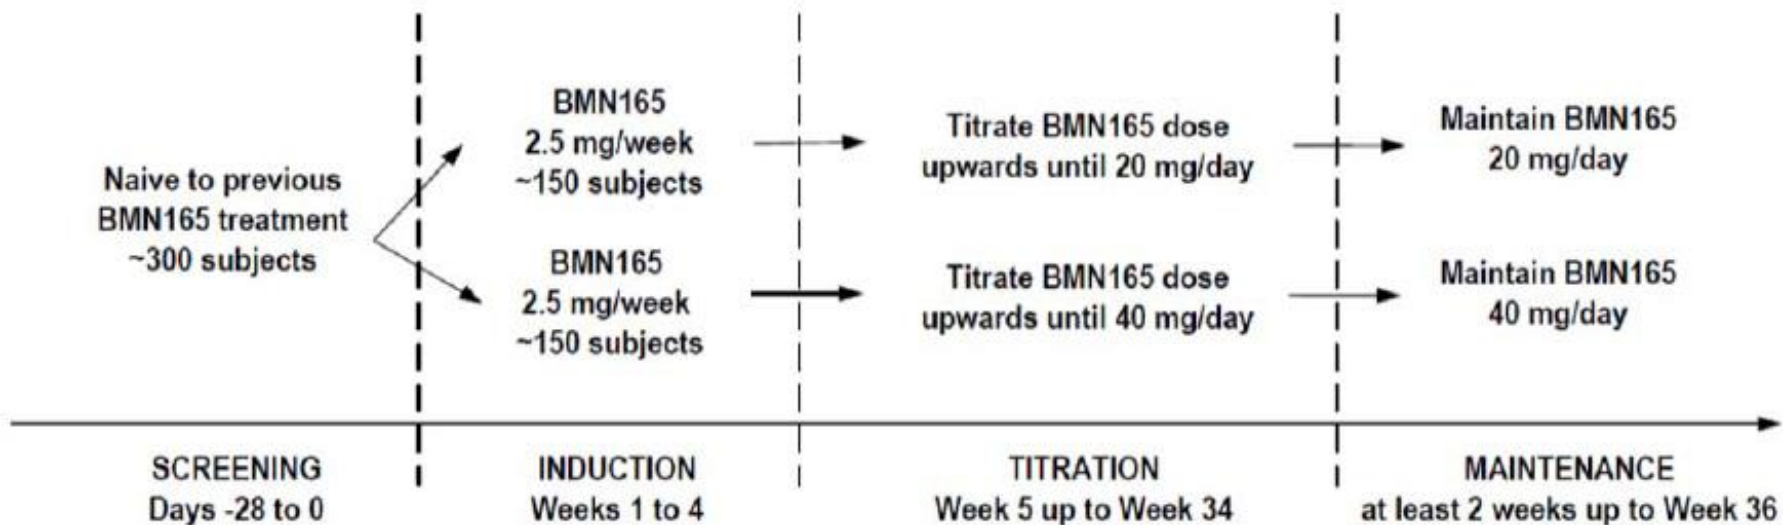 Naive to previous
BMN165 treatment
~300 subjects
BMN165
2.5 mg/week
~150 subjects
Titrate BMN165 dose
upwards until 20 mg/day
Maintain BMN165
20 mg/day
BMN165
2.5 mg/week
~150 subjects
Titrate BMN165 dose
upwards until 40 mg/day
Maintain BMN165
40 mg/day
SCREENING
Days -28 to 0
INDUCTION
Weeks 1 to 4
TITRATION
Week 5 up to Week 34
MAINTENANCE
at least 2 weeks up to Week 36